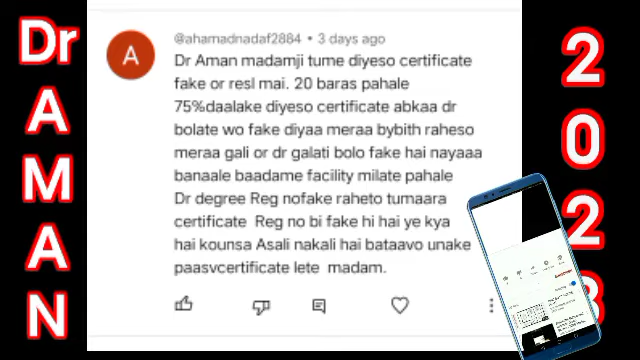 Dr
AMAN
@ahamadnadaf2884 • 3 days ago
A
Dr Aman madamji tume diyeso certificate
fake or resl mai. 20 baras pahale
75%daalake diyeso certificate abkaa dr
bolate wo fake diyaa meraa bybith raheso
meraa gali or dr galati bolo fake hai nayaaa
banaale baadame facility milate pahale
Dr degree Reg nofake raheto tumaara
certificate Reg no bi fake hi hai ye kya
hai kounsa Asali nakali hai bataavo unake
paasvcertificate lete madam.
2023